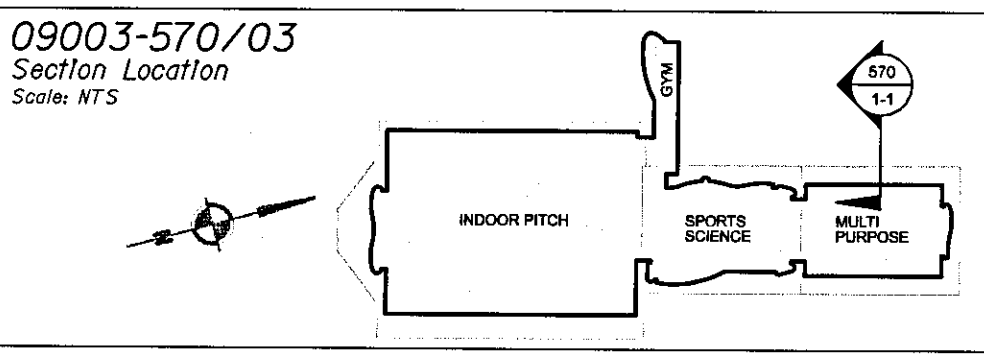 09003-570/03
Section Location
Scale: NTS
GYM
570
1-1
INDOOR PITCH
SPORTS
SCIENCE
MULTI
PURPOSE
N